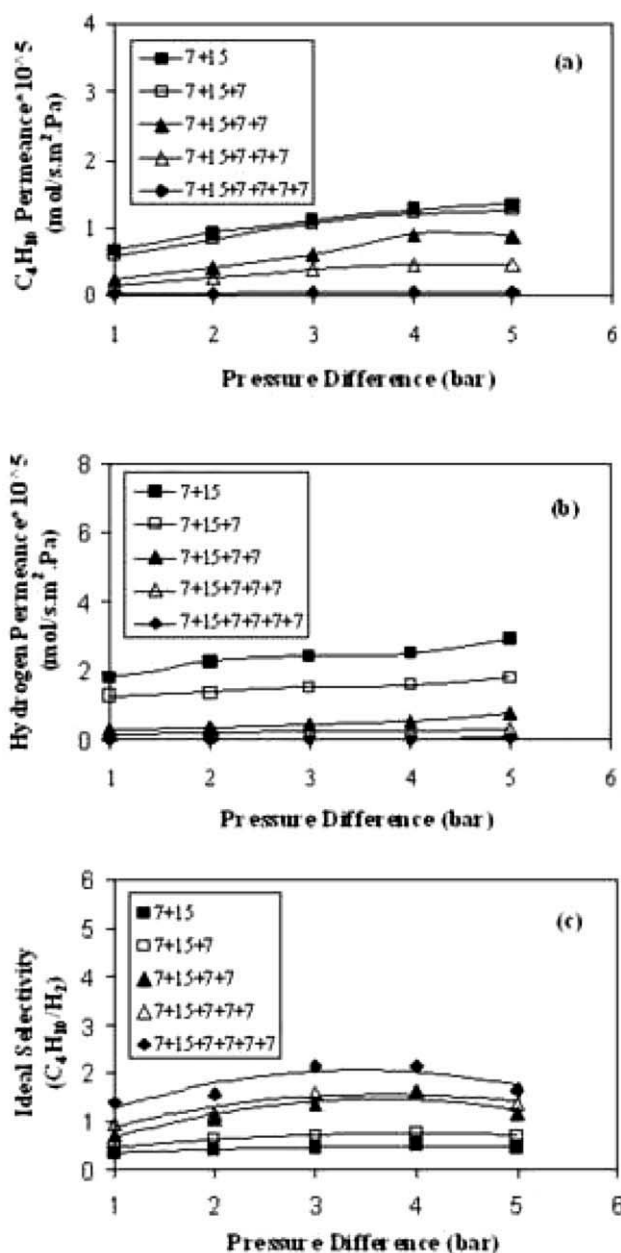 C₄H₁₀ Permeance*10^5
(mol/s.m².Pa)
4
3
2
1
0
(a)
7+15
7+15+7
7+15+7+7
7+15+7+7+7
7+15+7+7+7+7
1 2 3 4 5 6
Pressure Difference (bar)
Hydrogen Permeance*10^5
(mol/s.m².Pa)
8
6
4
2
0
(b)
7+15
7+15+7
7+15+7+7
7+15+7+7+7
7+15+7+7+7+7
1 2 3 4 5 6
Pressure Difference (bar)
Ideal Selectivity
(C₄H₁₀/H₂)
6
5
4
3
2
1
0
(c)
7+15
7+15+7
7+15+7+7
7+15+7+7+7
7+15+7+7+7+7
1 2 3 4 5 6
Pressure Difference (bar)